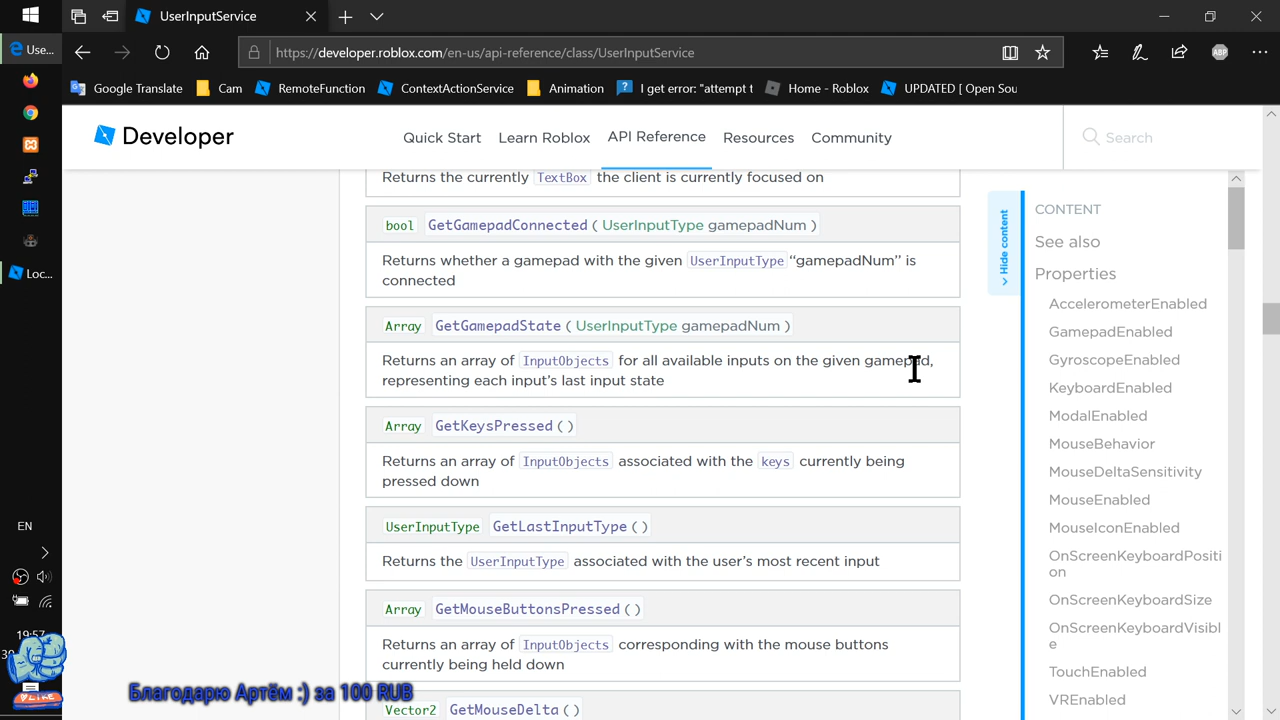 UserInputService
Use...
https://developer.roblox.com/en-us/api-reference/class/UserInputService
ABP
Google Translate
Cam
RemoteFunction
ContextActionService
Animation
I get error: "attempt t
Home - Roblox
UPDATED [ Open Sou
Developer
Quick Start
Learn Roblox
API Reference
Resources
Community
Search
Returns the currently TextBox the client is currently focused on
bool GetGamepadConnected ( UserInputType gamepadNum )
Returns whether a gamepad with the given UserInputType “gamepadNum” is
connected
Array GetGamepadState ( UserInputType gamepadNum )
Returns an array of InputObjects for all available inputs on the given gamepad,
representing each input’s last input state
Array GetKeysPressed ( )
Returns an array of InputObjects associated with the keys currently being
pressed down
UserInputType GetLastInputType ( )
Returns the UserInputType associated with the user’s most recent input
Array GetMouseButtonsPressed ( )
Returns an array of InputObjects corresponding with the mouse buttons
currently being held down
Vector2 GetMouseDelta ( )
Hide content
CONTENT
See also
Properties
AccelerometerEnabled
GamepadEnabled
GyroscopeEnabled
KeyboardEnabled
ModalEnabled
MouseBehavior
MouseDeltaSensitivity
MouseEnabled
MouseIconEnabled
OnScreenKeyboardPositi
on
OnScreenKeyboardSize
OnScreenKeyboardVisibl
e
TouchEnabled
VREnabled
Loc...
EN
19:57
LIKE
Благодарю Артём :) за 100 RUB